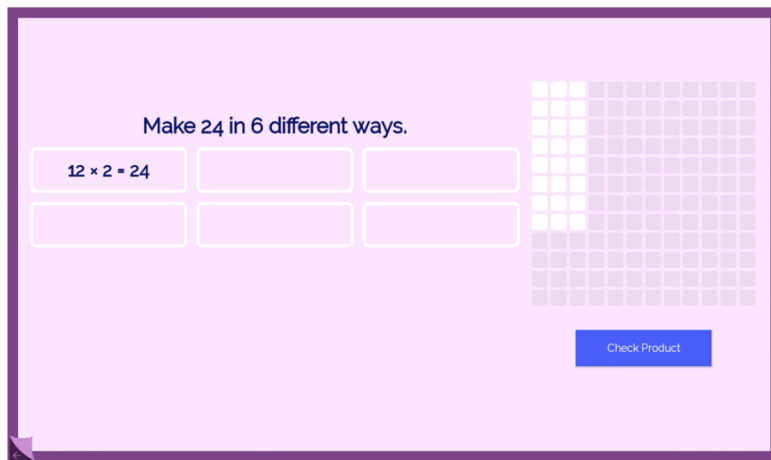 Make 24 in 6 different ways.
12 × 2 = 24
Check Product